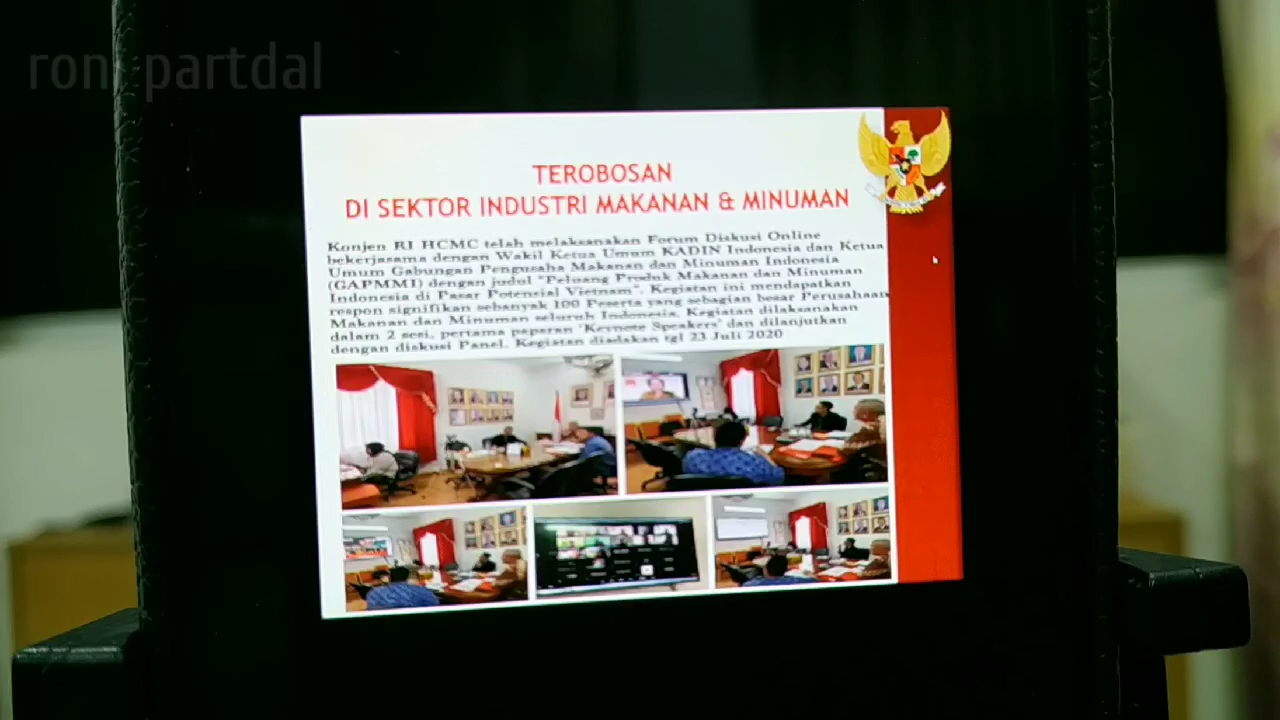 roni partdal
TEROBOSAN
DI SEKTOR INDUSTRI MAKANAN & MINUMAN
Konjen RI HCMC telah melaksanakan Forum Diskusi Online
bekerjasama dengan Wakil Ketua Umum KADIN Indonesia dan Ketua
Umum Gabungan Pengusaha Makanan dan Minuman Indonesia
(GAPMMI) dengan judul "Peluang Produk Makanan dan Minuman
Indonesia di Pasar Potensial Vietnam". Kegiatan ini mendapatkan
respon signifikan sebanyak 100 Peserta yang sebagian besar Perusahaan
Makanan dan Minuman seluruh Indonesia. Kegiatan dilaksanakan
dalam 2 sesi, pertama paparan "Keynote Speakers" dan dilanjutkan
dengan diskusi Panel. Kegiatan diadakan tgl 23 Juli 2020